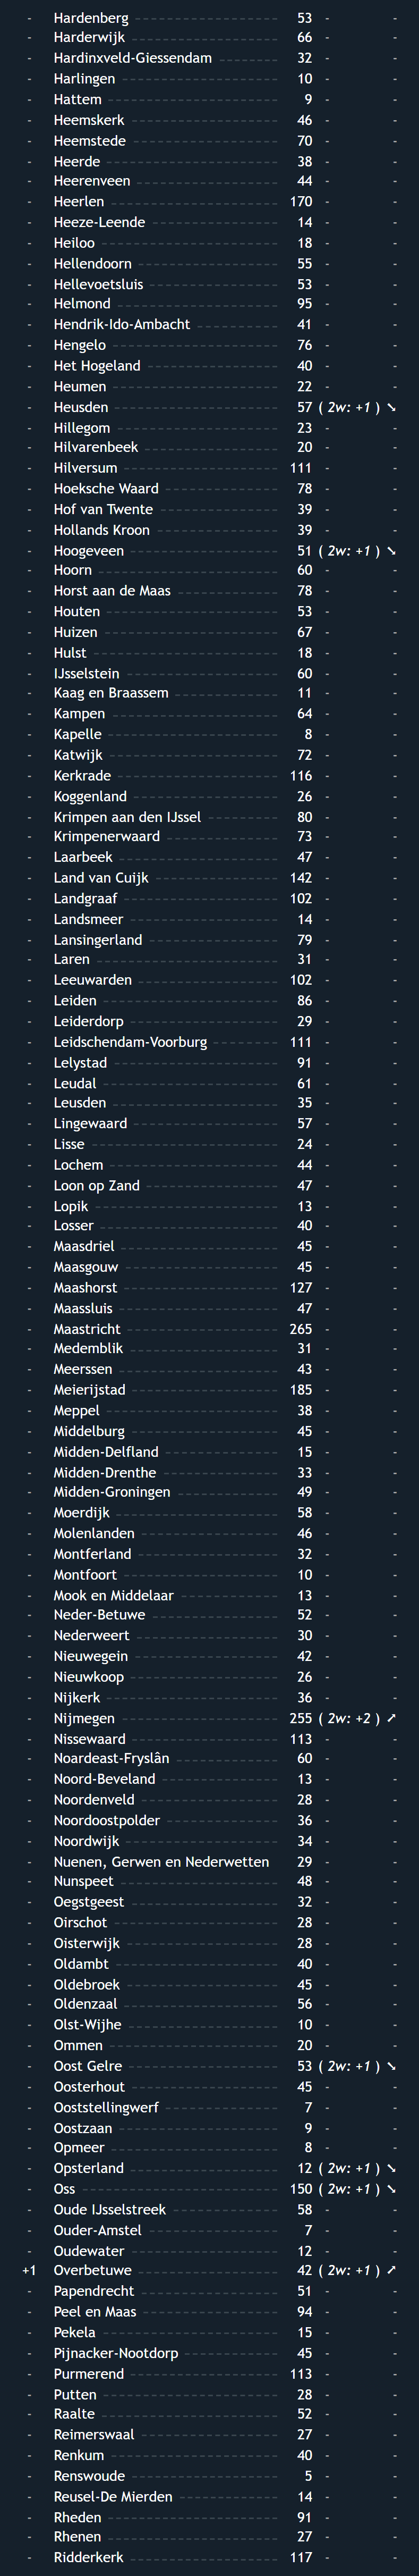 - Hardenberg 53 - -
- Harderwijk 66 - -
- Hardinxveld-Giessendam 32 - -
- Harlingen 10 - -
- Hattem 9 - -
- Heemskerk 46 - -
- Heemstede 70 - -
- Heerde 38 - -
- Heerenveen 44 - -
- Heerlen 170 - -
- Heeze-Leende 14 - -
- Heiloo 18 - -
- Hellendoorn 55 - -
- Hellevoetsluis 53 - -
- Helmond 95 - -
- Hendrik-Ido-Ambacht 41 - -
- Hengelo 76 - -
- Het Hogeland 40 - -
- Heumen 22 - -
- Heusden 57 ( 2w: +1 ) ➘
- Hillegom 23 - -
- Hilvarenbeek 20 - -
- Hilversum 111 - -
- Hoeksche Waard 78 - -
- Hof van Twente 39 - -
- Hollands Kroon 39 - -
- Hoogeveen 51 ( 2w: +1 ) ➘
- Hoorn 60 - -
- Horst aan de Maas 78 - -
- Houten 53 - -
- Huizen 67 - -
- Hulst 18 - -
- IJsselstein 60 - -
- Kaag en Braassem 11 - -
- Kampen 64 - -
- Kapelle 8 - -
- Katwijk 72 - -
- Kerkrade 116 - -
- Koggenland 26 - -
- Krimpen aan den IJssel 80 - -
- Krimpenerwaard 73 - -
- Laarbeek 47 - -
- Land van Cuijk 142 - -
- Landgraaf 102 - -
- Landsmeer 14 - -
- Lansingerland 79 - -
- Laren 31 - -
- Leeuwarden 102 - -
- Leiden 86 - -
- Leiderdorp 29 - -
- Leidschendam-Voorburg 111 - -
- Lelystad 91 - -
- Leudal 61 - -
- Leusden 35 - -
- Lingewaard 57 - -
- Lisse 24 - -
- Lochem 44 - -
- Loon op Zand 47 - -
- Lopik 13 - -
- Losser 40 - -
- Maasdriel 45 - -
- Maasgouw 45 - -
- Maashorst 127 - -
- Maassluis 47 - -
- Maastricht 265 - -
- Medemblik 31 - -
- Meerssen 43 - -
- Meierijstad 185 - -
- Meppel 38 - -
- Middelburg 45 - -
- Midden-Delfland 15 - -
- Midden-Drenthe 33 - -
- Midden-Groningen 49 - -
- Moerdijk 58 - -
- Molenlanden 46 - -
- Montferland 32 - -
- Montfoort 10 - -
- Mook en Middelaar 13 - -
- Neder-Betuwe 52 - -
- Nederweert 30 - -
- Nieuwegein 42 - -
- Nieuwkoop 26 - -
- Nijkerk 36 - -
- Nijmegen 255 ( 2w: +2 ) ➚
- Nissewaard 113 - -
- Noardeast-Fryslân 60 - -
- Noord-Beveland 13 - -
- Noordenveld 28 - -
- Noordoostpolder 36 - -
- Noordwijk 34 - -
- Nuenen, Gerwen en Nederwetten 29 - -
- Nunspeet 48 - -
- Oegstgeest 32 - -
- Oirschot 28 - -
- Oisterwijk 28 - -
- Oldambt 40 - -
- Oldebroek 45 - -
- Oldenzaal 56 - -
- Olst-Wijhe 10 - -
- Ommen 20 - -
- Oost Gelre 53 ( 2w: +1 ) ➘
- Oosterhout 45 - -
- Ooststellingwerf 7 - -
- Oostzaan 9 - -
- Opmeer 8 - -
- Opsterland 12 ( 2w: +1 ) ➘
- Oss 150 ( 2w: +1 ) ➘
- Oude IJsselstreek 58 - -
- Ouder-Amstel 7 - -
- Oudewater 12 - -
+1 Overbetuwe 42 ( 2w: +1 ) ➚
- Papendrecht 51 - -
- Peel en Maas 94 - -
- Pekela 15 - -
- Pijnacker-Nootdorp 45 - -
- Purmerend 113 - -
- Putten 28 - -
- Raalte 52 - -
- Reimerswaal 27 - -
- Renkum 40 - -
- Renswoude 5 - -
- Reusel-De Mierden 14 - -
- Rheden 91 - -
- Rhenen 27 - -
- Ridderkerk 117 - -